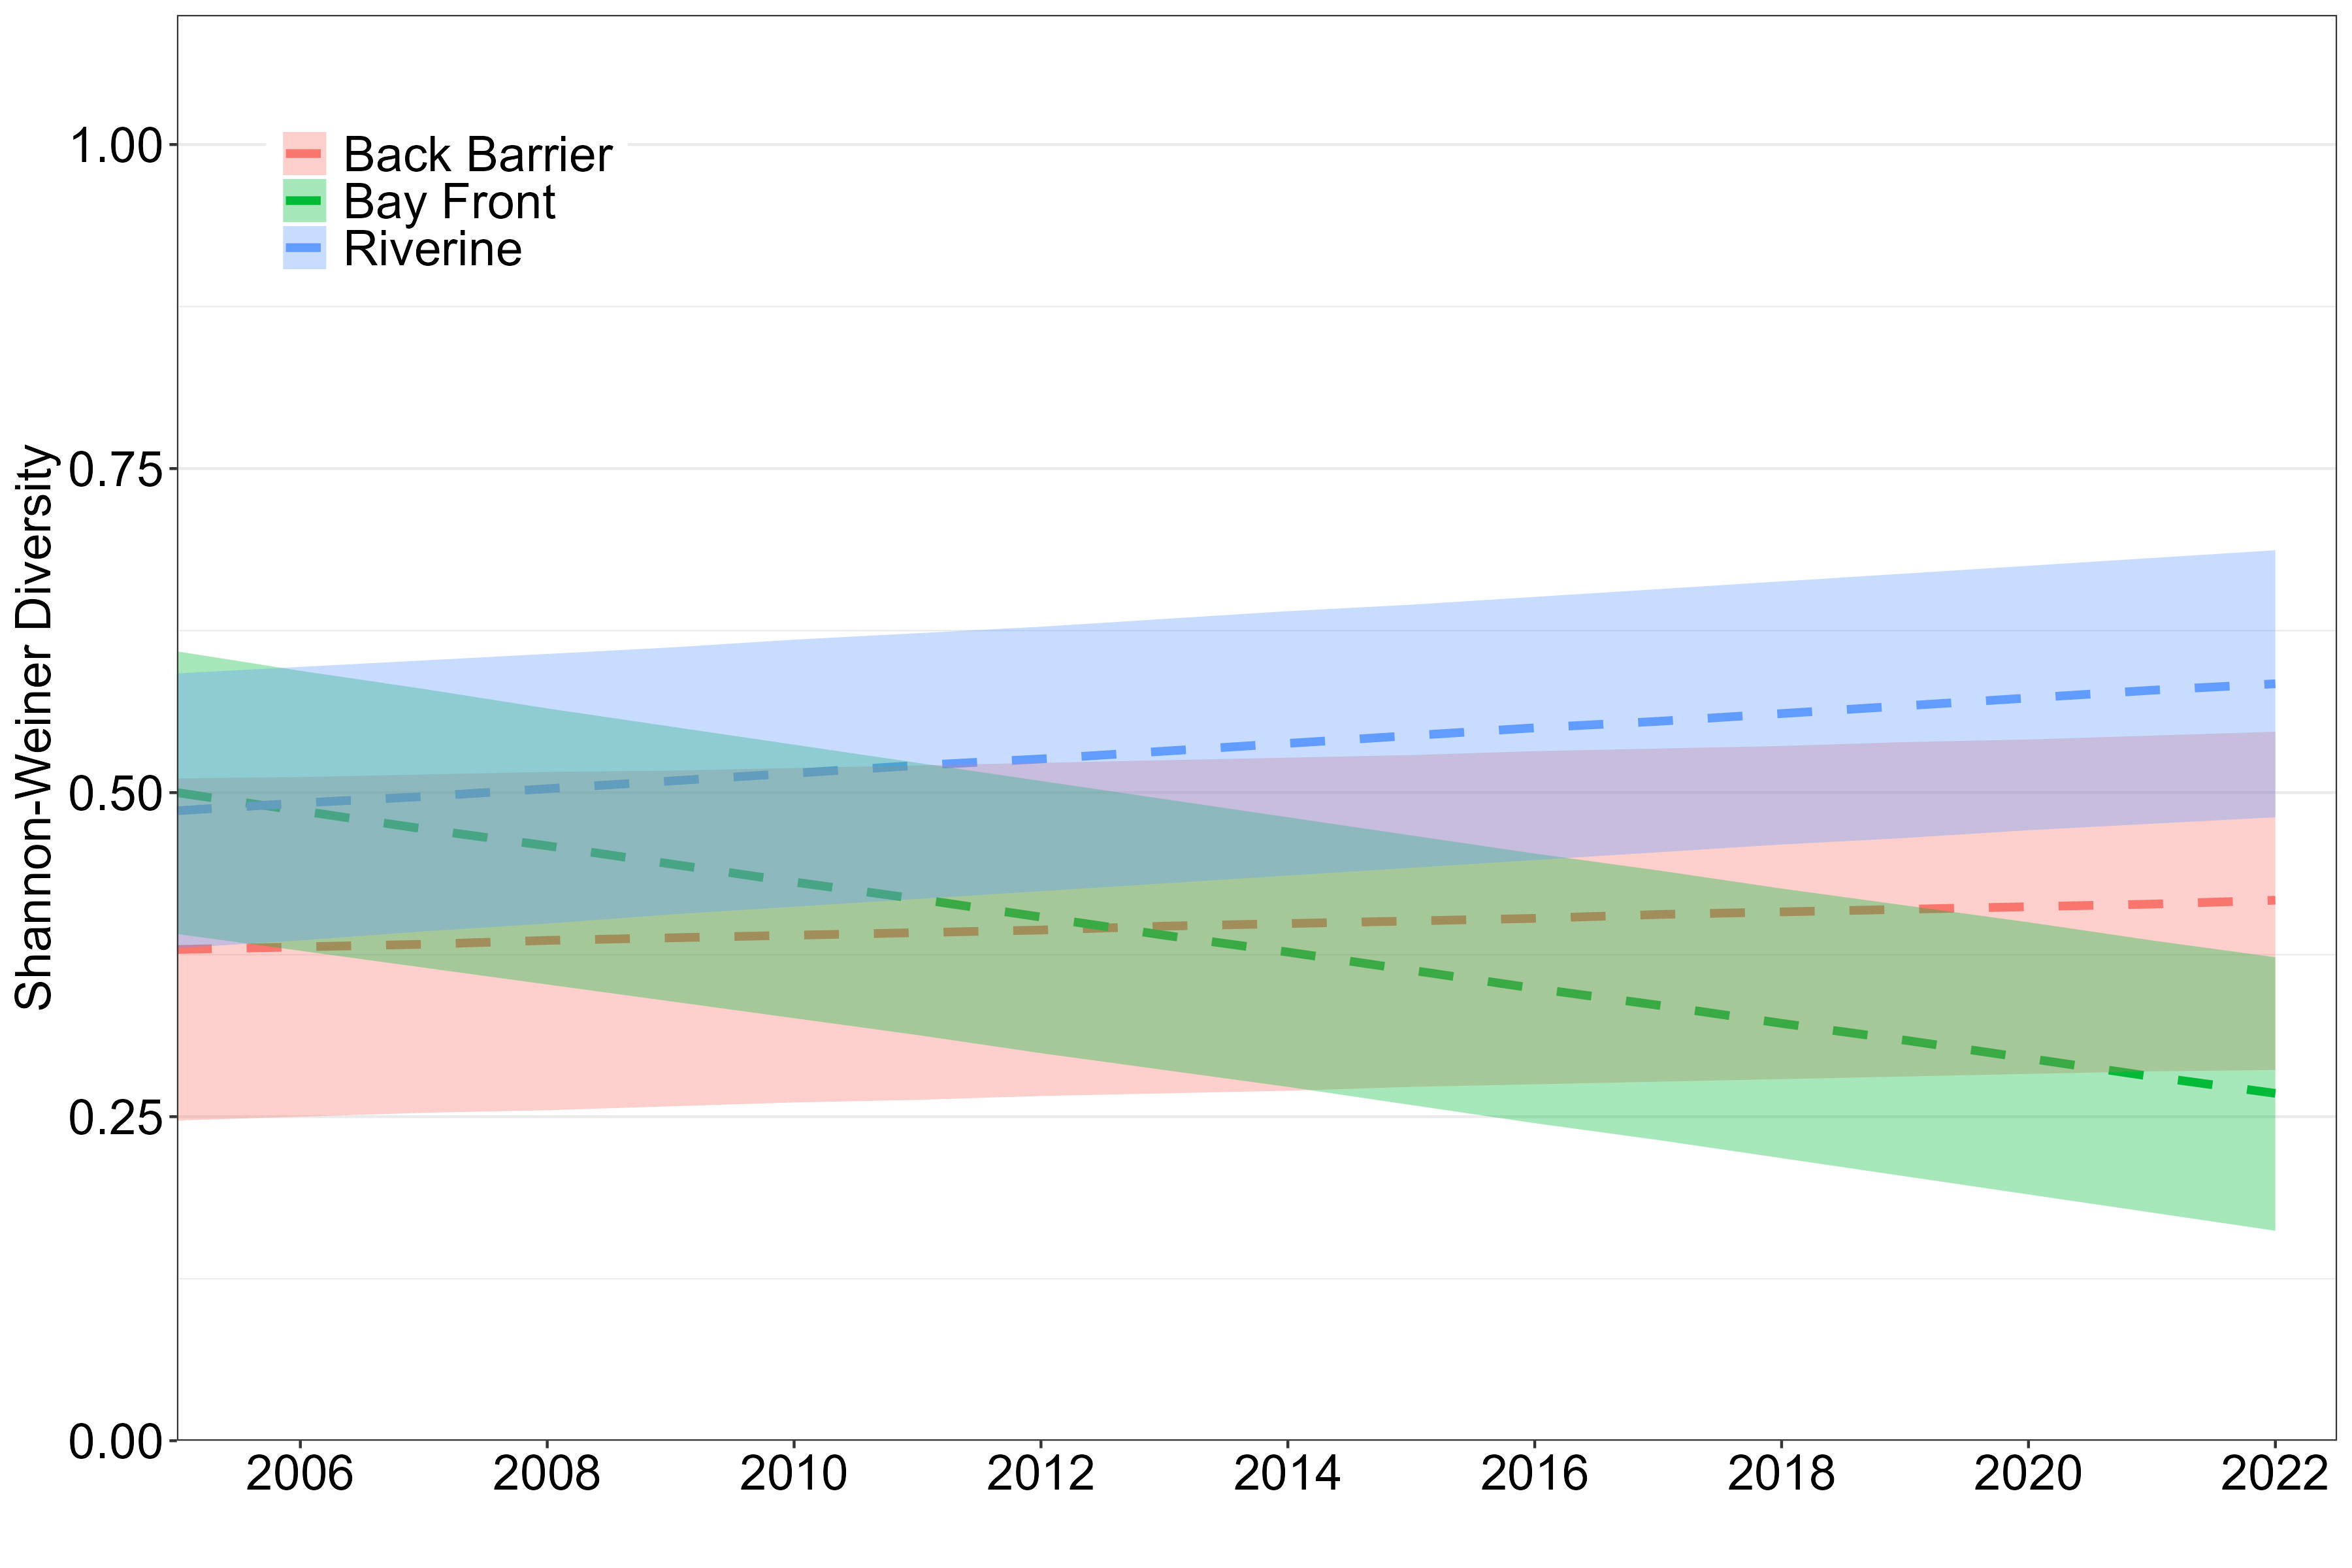 Shannon-Weiner Diversity
1.00
0.75
0.50
0.25
0.00
Back Barrier
Bay Front
Riverine
2006 2008 2010 2012 2014 2016 2018 2020 2022